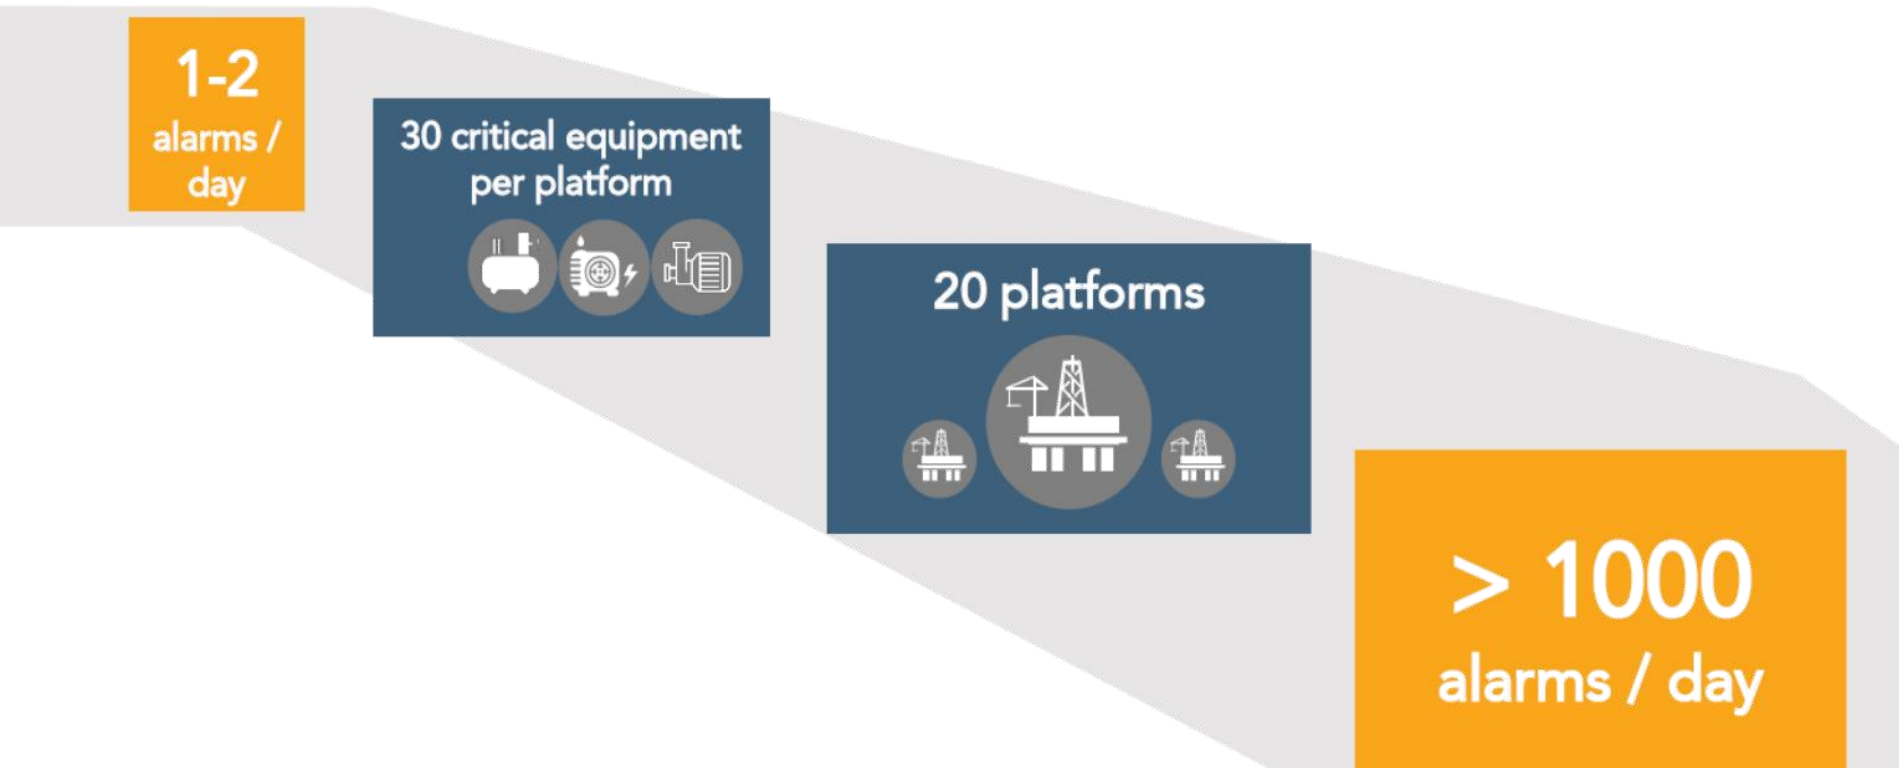 1-2
alarms /
day
30 critical equipment
per platform
20 platforms
> 1000
alarms / day